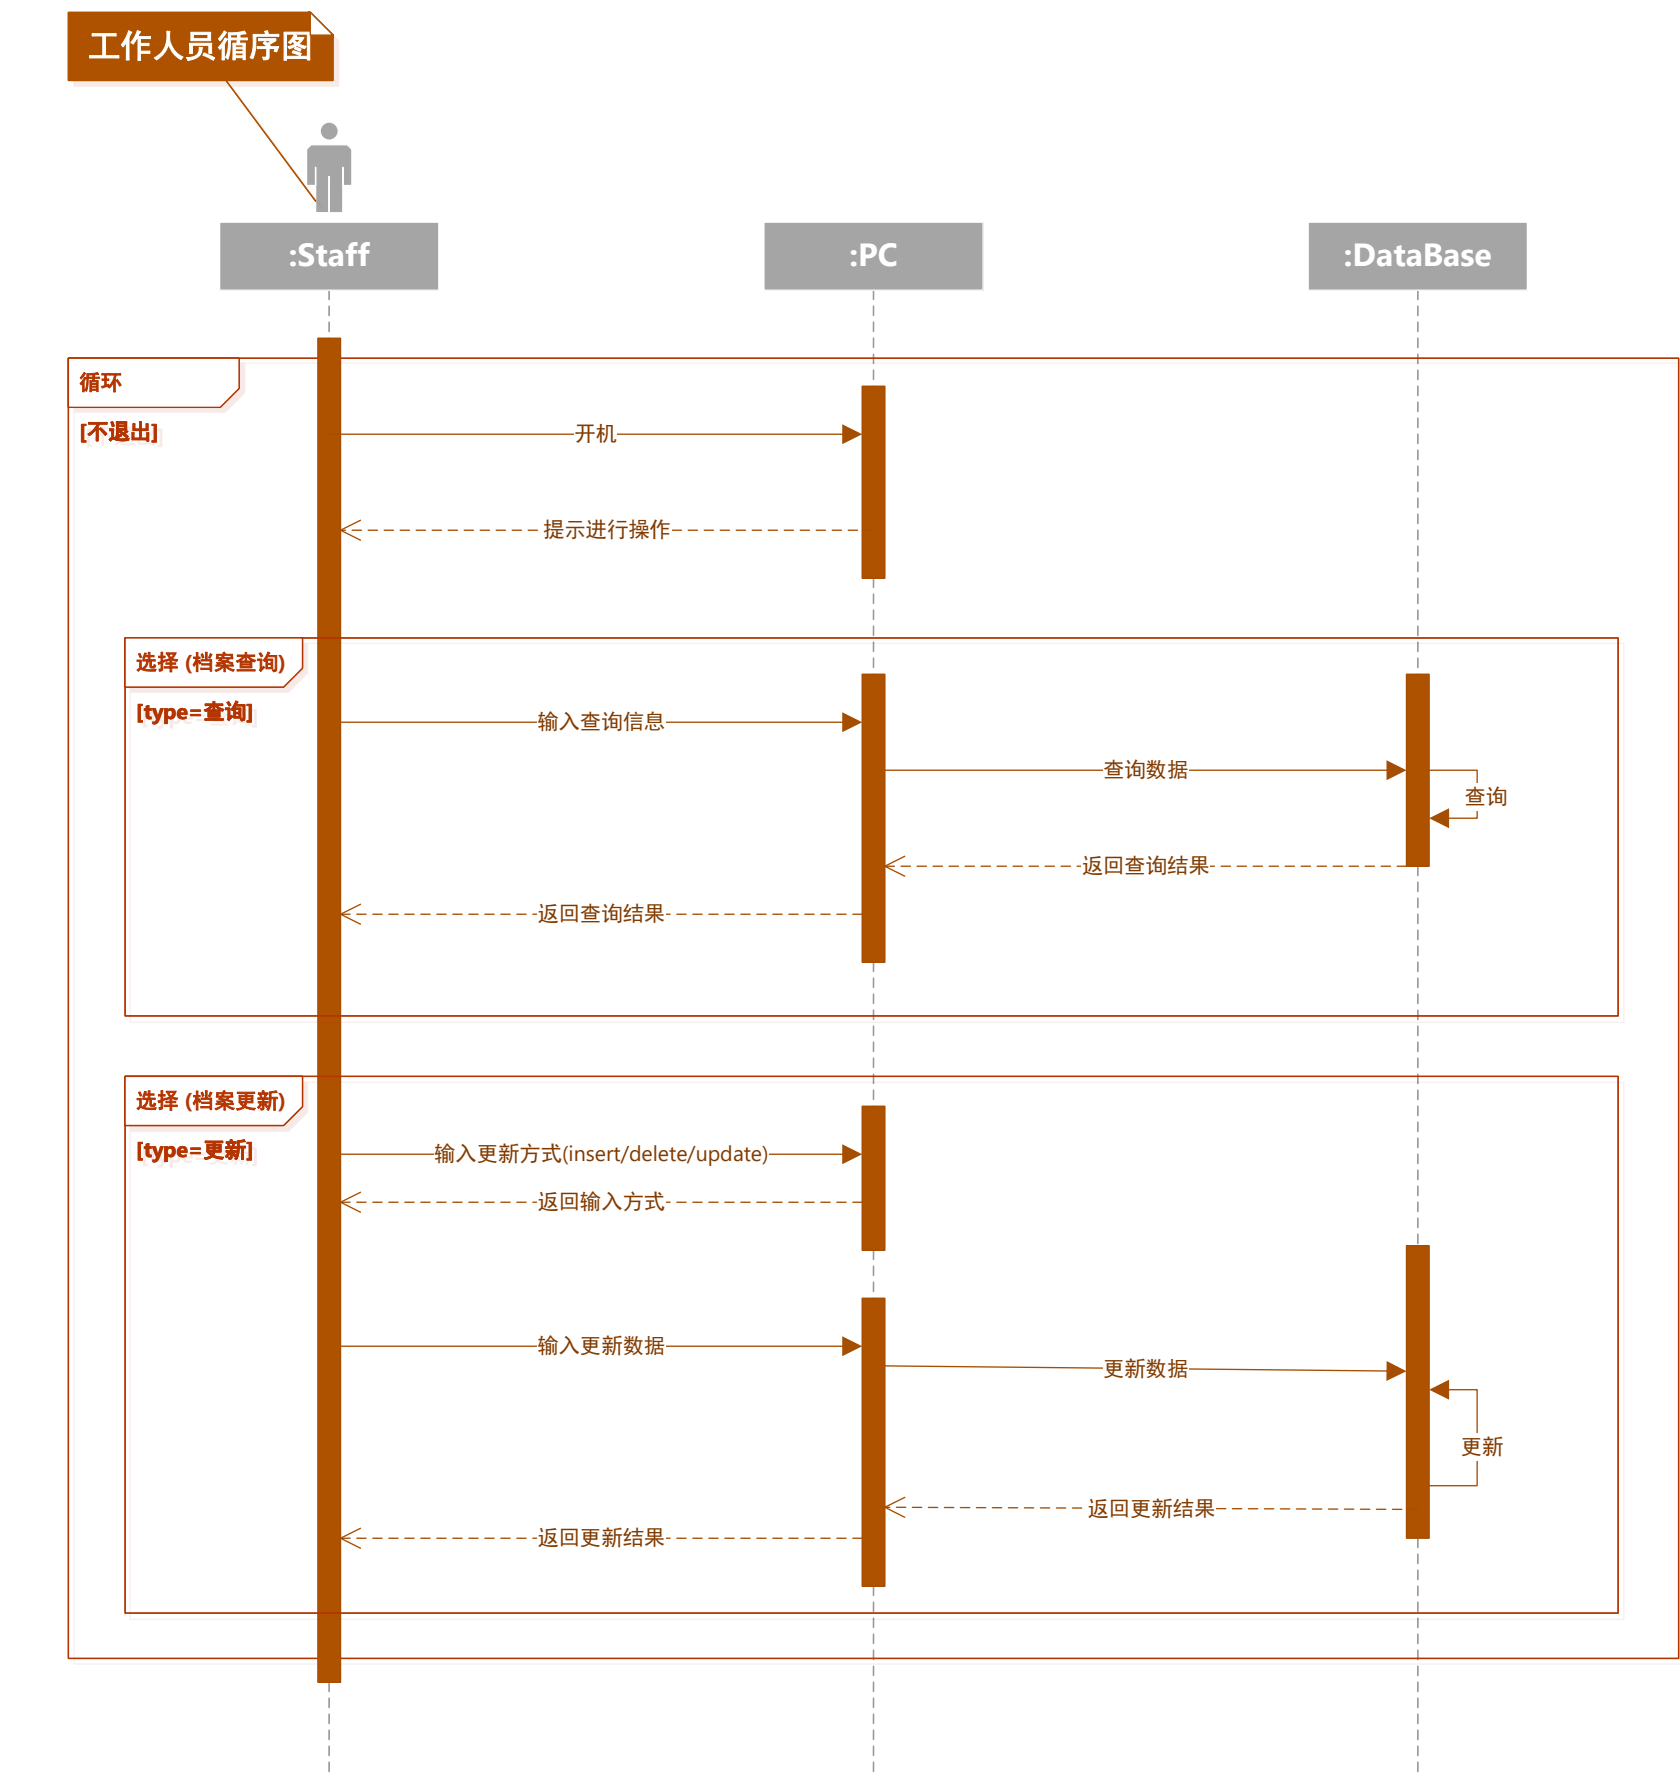 工作人员循序图
:Staff
:PC
:DataBase
循环
[不退出]
开机
提示进行操作
选择 (档案查询)
[type=查询]
输入查询信息
查询数据
查询
返回查询结果
返回查询结果
选择 (档案更新)
[type=更新]
输入更新方式(insert/delete/update)
返回输入方式
输入更新数据
更新数据
更新
返回更新结果
返回更新结果